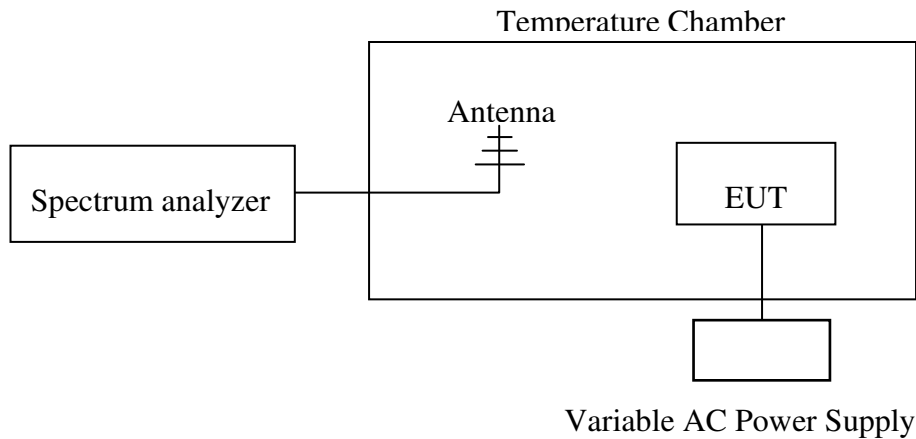 Temperature Chamber
Antenna
Spectrum analyzer
EUT
Variable AC Power Supply